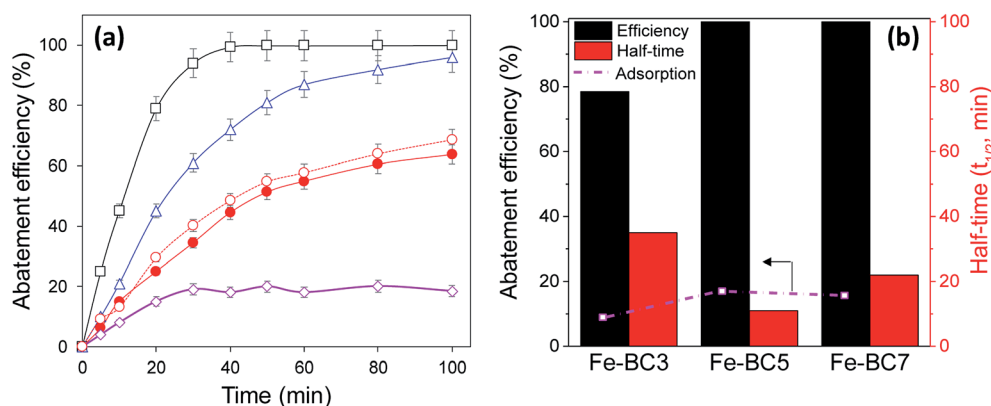 (a)
Abatement efficiency (%)
100
80
60
40
20
0
0 20 40 60 80 100
Time (min)
(b)
Efficiency
Half-time
Adsorption
Abatement efficiency (%)
100
80
60
40
20
0
Fe-BC3 Fe-BC5 Fe-BC7
100
80
60
40
20
0
Half-time (t1/2, min)